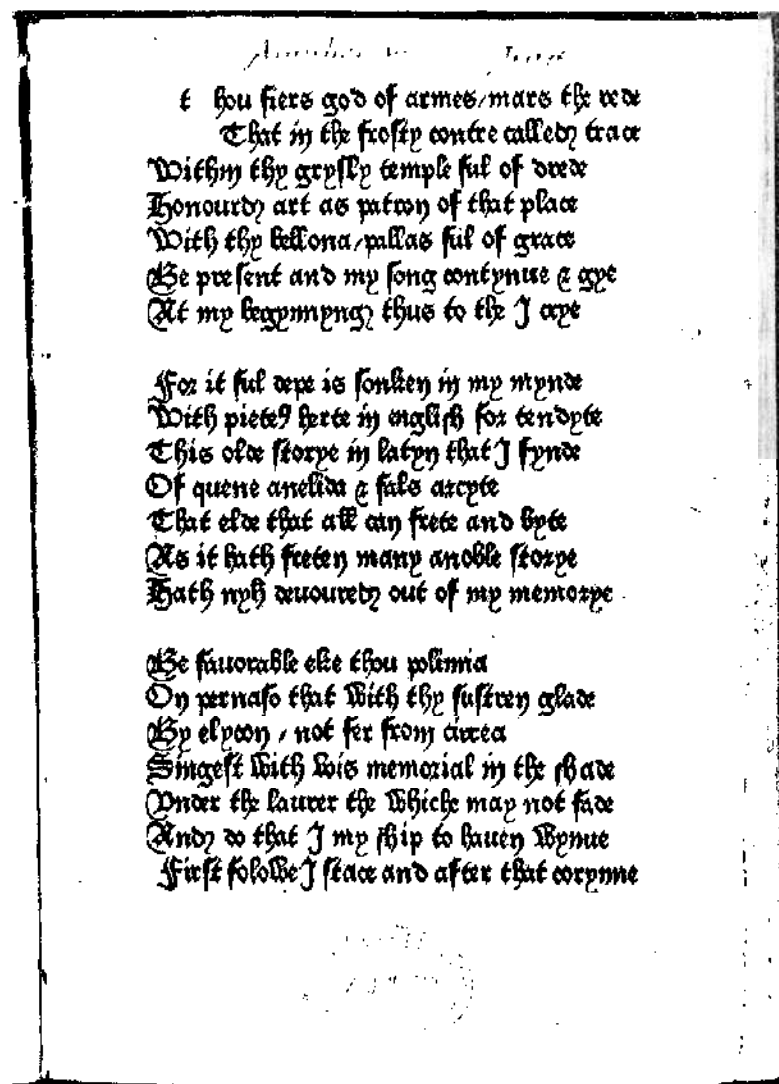 t hou fiers god of armes/mars the rede
That in the frosty contre called trace
Within thy grysly temple ful of drede
Honourd art as patron of that place
With thy bellona/pallas ful of grace
Be present and my song contynue & gye
At my begynnyng thus to the I crye
For it ful depe is sonken in my mynde
With pietꝰ herte in englissh for tendyte
This olde storye in latyn that I fynde
Of quene anelida & fals arcyte
That elde that all can frete and byte
As it hath freten many anoble storye
Hath nyh deuoured out of my memorye
Be fauorable eke thou polimia
On pernaso that with thy sustren glade
By elycon / not fer from cirrea
Singest with vois memorial in the shade
Vnder the laurer the whiche may not fade
And do that I my ship to hauen wynne
First folowe I stace and after that corynne